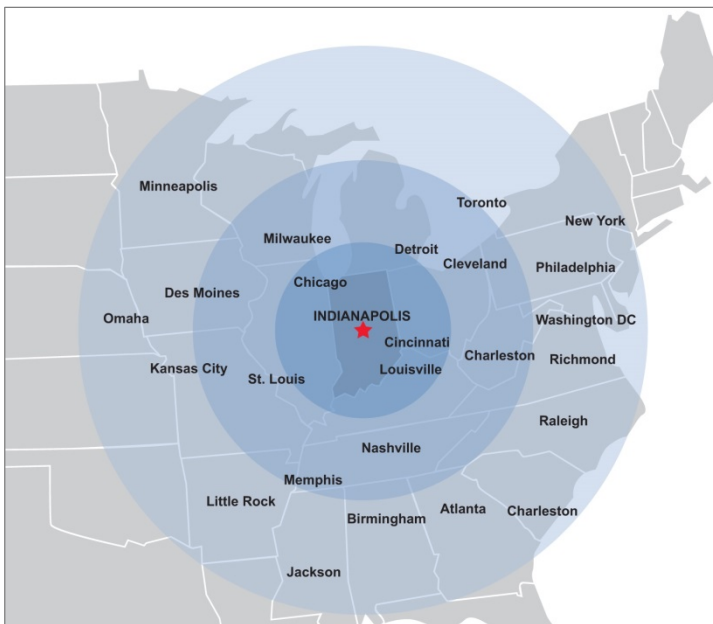 Minneapolis
Toronto
New York
Milwaukee
Detroit
Cleveland
Philadelphia
Chicago
Des Moines
Omaha
INDIANAPOLIS
Washington DC
Cincinnati
Charleston
Richmond
Kansas City
Louisville
St. Louis
Raleigh
Nashville
Memphis
Little Rock
Atlanta
Charleston
Birmingham
Jackson